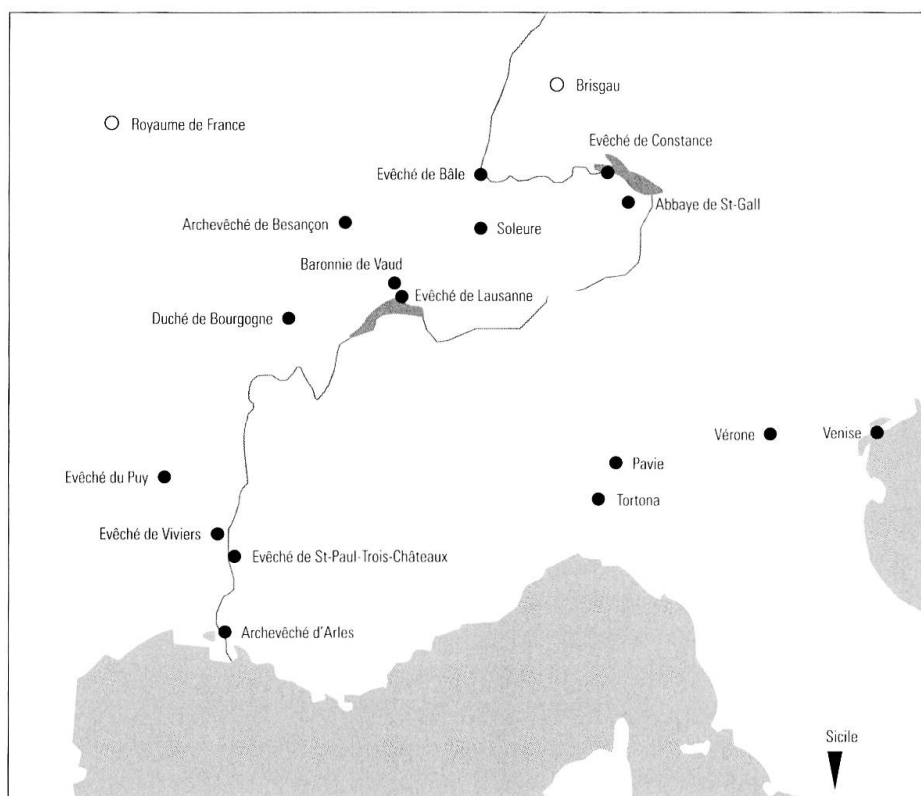 Brisgau
Royaume de France
Evêché de Constance
Evêché de Bâle
Abbaye de St-Gall
Archevêché de Besançon
Soleure
Baronnie de Vaud
Evêché de Lausanne
Duché de Bourgogne
Vérone
Venise
Pavie
Evêché du Puy
Tortona
Evêché de Viviers
Evêché de St-Paul-Trois-Châteaux
Archevêché d'Arles
Sicile